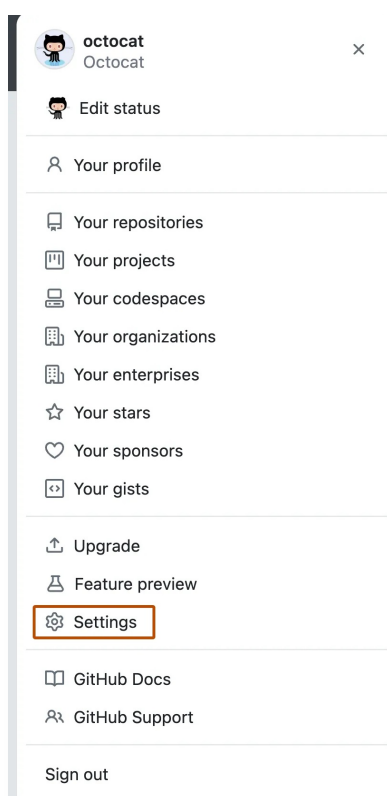 octocat
Octocat
Edit status
Your profile
Your repositories
Your projects
Your codespaces
Your organizations
Your enterprises
Your stars
Your sponsors
Your gists
Upgrade
Feature preview
Settings
GitHub Docs
GitHub Support
Sign out